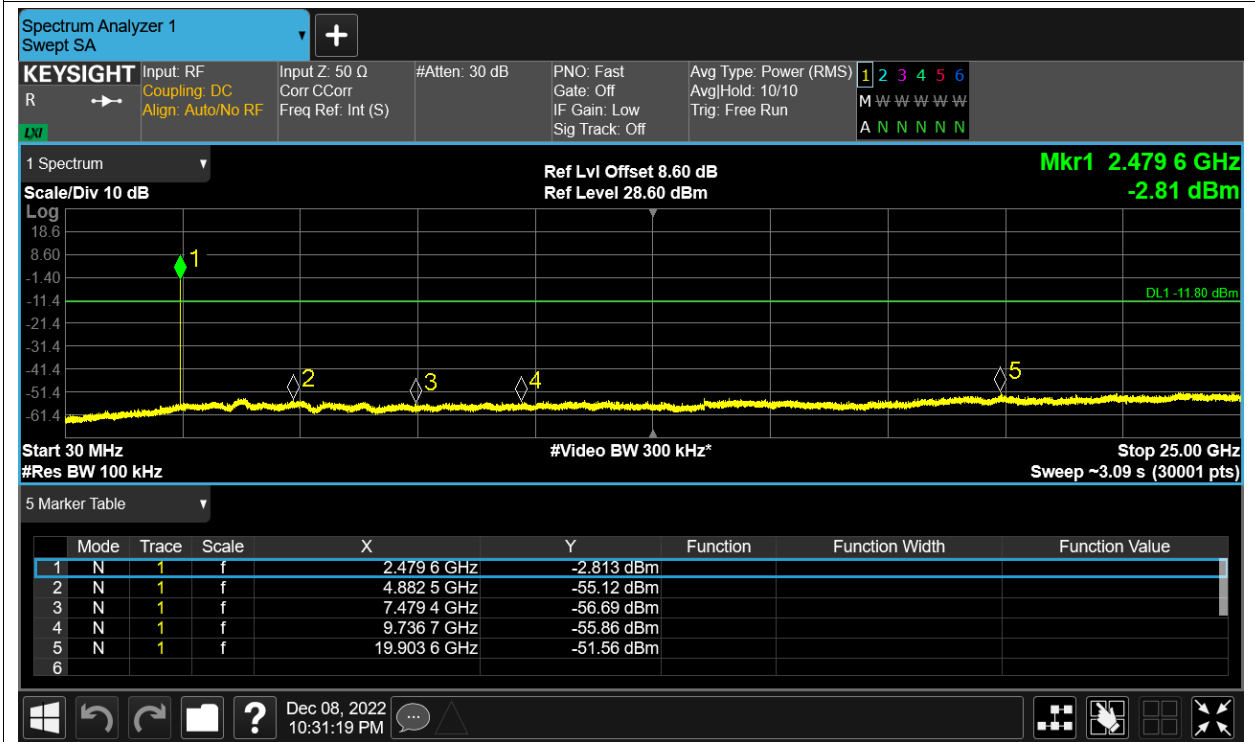 Spectrum Analyzer 1
Swept SA
+
KEYSIGHT Input: RF Input Z: 50 Ω #Atten: 30 dB PNO: Fast Avg Type: Power (RMS) 1 2 3 4 5 6
R Coupling: DC Corr CCorr Gate: Off Avg|Hold: 10/10 M W W W W W
Align: Auto/No RF Freq Ref: Int (S) IF Gain: Low Trig: Free Run
LXI Sig Track: Off A N N N N N
1 Spectrum Ref Lvl Offset 8.60 dB Mkr1 2.479 6 GHz
Scale/Div 10 dB Ref Level 28.60 dBm -2.81 dBm
Log
18.6
8.60 1
-1.40
-11.4 DL1 -11.80 dBm
-21.4
-31.4
-41.4 2 3 4 5
-51.4
-61.4
Start 30 MHz #Video BW 300 kHz* Stop 25.00 GHz
#Res BW 100 kHz Sweep ~3.09 s (30001 pts)
5 Marker Table
Mode Trace Scale X Y Function Function Width Function Value
1 N 1 f 2.479 6 GHz -2.813 dBm
2 N 1 f 4.882 5 GHz -55.12 dBm
3 N 1 f 7.479 4 GHz -56.69 dBm
4 N 1 f 9.736 7 GHz -55.86 dBm
5 N 1 f 19.903 6 GHz -51.56 dBm
6
? Dec 08, 2022
10:31:19 PM